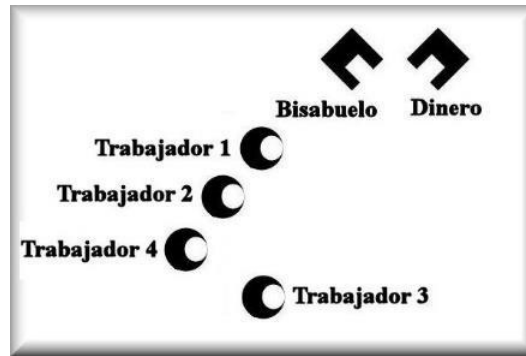 Bisabuelo Dinero
Trabajador 1
Trabajador 2
Trabajador 4
Trabajador 3